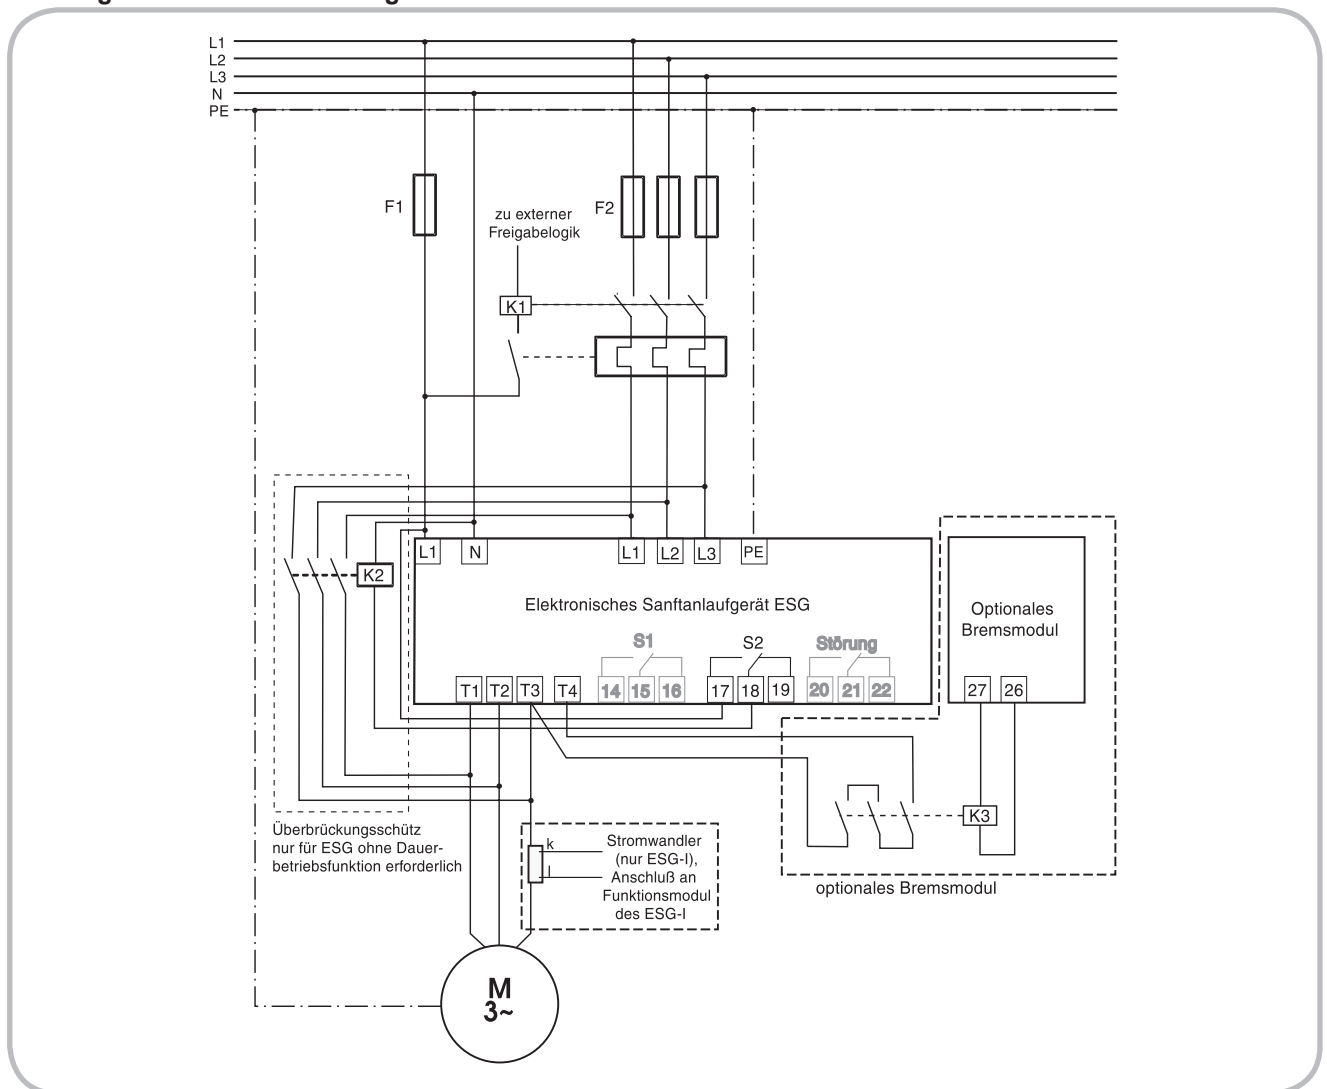 L1
L2
L3
N
PE
F1
zu externer
Freigabelogik
F2
K1
L1
N
L1
L2
L3
PE
K2
Elektronisches Sanftanlaufgerät ESG
S1
S2
Störung
T1
T2
T3
T4
14
15
16
17
18
19
20
21
22
Optionales
Bremsmodul
27
26
K3
optionales Bremsmodul
Überbrückungsschütz
nur für ESG ohne Dauer-
betriebsfunktion erforderlich
k
l
Stromwandler
(nur ESG-I),
Anschluß an
Funktionsmodul
des ESG-I
M
3~